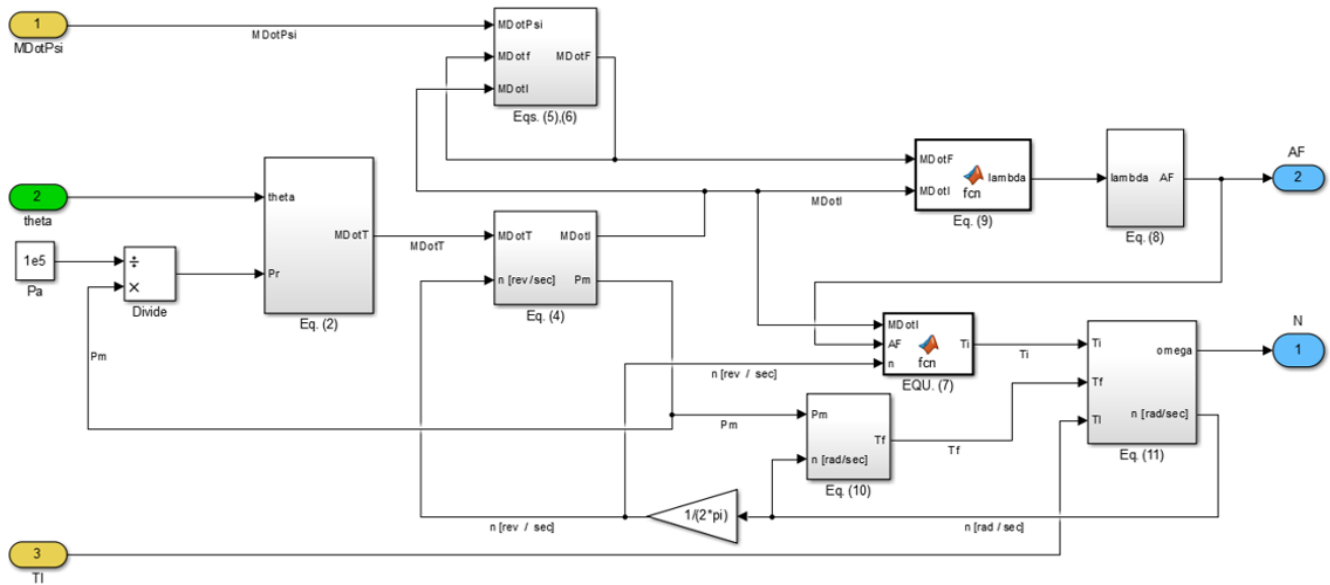 1
MDotPsi
MDotPsi
MDotPsi
MDotf
MDotI
MDotF
Eqs. (5),(6)
2
theta
1e5
Pa
÷
×
Divide
Pm
theta
Pr
MDotT
Eq. (2)
MDotT
MDotT
n [rev/sec]
MDotI
Pm
Eq. (4)
MDotI
MDotF
MDotI
lambda
fcn
Eq. (9)
lambda
AF
Eq. (8)
AF
2
MDotI
AF
n
Ti
fcn
EQU. (7)
n [rev / sec]
Ti
Pm
Pm
n [rad/sec]
Tf
Eq. (10)
Tf
Ti
Tf
Tl
omega
n [rad/sec]
Eq. (11)
N
1
1/(2*pi)
n [rev / sec]
n [rad / sec]
3
Tl